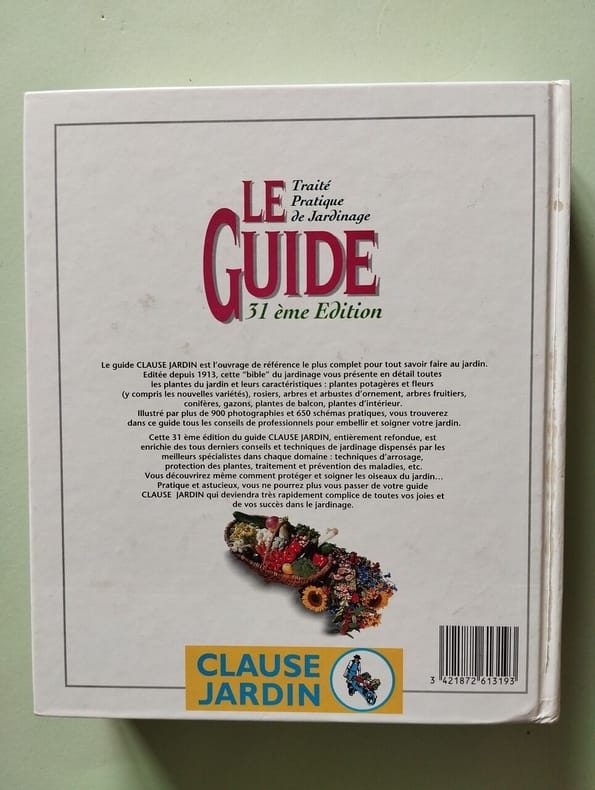 LE
Traité
Pratique
de Jardinage
GUIDE
31 ème Edition
Le guide CLAUSE JARDIN est l'ouvrage de référence le plus complet pour tout savoir faire au jardin.
Editée depuis 1913, cette "bible" du jardinage vous présente en détail toutes
les plantes du jardin et leurs caractéristiques : plantes potagères et fleurs
(y compris les nouvelles variétés), rosiers, arbres et arbustes d'ornement, arbres fruitiers,
conifères, gazons, plantes de balcon, plantes d'intérieur.
Illustré par plus de 900 photographies et 650 schémas pratiques, vous trouverez
dans ce guide tous les conseils de professionnels pour embellir et soigner votre jardin.
Cette 31 ème édition du guide CLAUSE JARDIN, entièrement refondue, est
enrichie des tous derniers conseils et techniques de jardinage dispensés par les
meilleurs spécialistes dans chaque domaine : techniques d'arrosage,
protection des plantes, traitement et prévention des maladies, etc.
Vous découvrirez même comment protéger et soigner les oiseaux du jardin...
Pratique et astucieux, vous ne pourrez plus vous passer de votre guide
CLAUSE JARDIN qui deviendra très rapidement complice de toutes vos joies et
de vos succès dans le jardinage.
CLAUSE
JARDIN
3 421872 613193